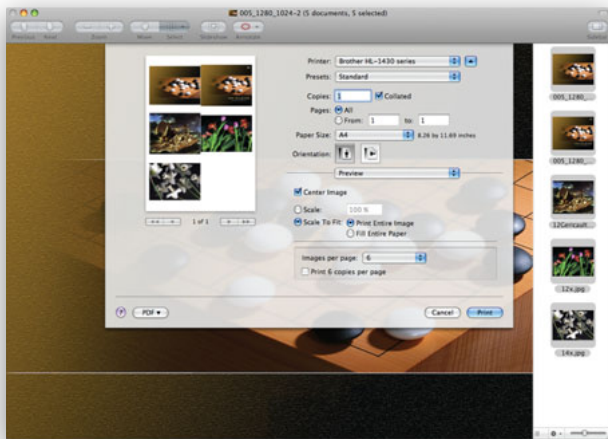 005_1280_1024-2 (5 documents, 5 selected)
Previous Next Zoom Move Select Slideshow Annotate Sidebar
Printer: Brother HL-1430 series
Presets: Standard
Copies: 1 Collated
Pages: All
From: 1 to: 1
Paper Size: A4 8.26 by 11.69 inches
Orientation:
Preview
Center Image
Scale: 100 %
Scale To Fit: Print Entire Image
Fill Entire Paper
1 of 1
Images per page: 6
Print 6 copies per page
? PDF Cancel Print
005_1280_...
005_1280_...
12Gericault...
12x.jpg
14x.jpg